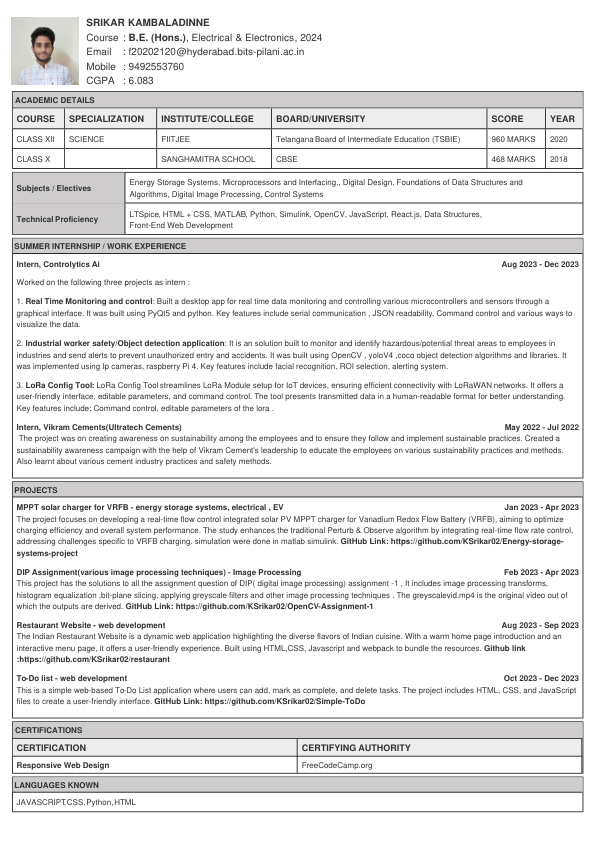 SRIKAR KAMBALADINNE
Course : B.E. (Hons.), Electrical & Electronics, 2024
Email : f20202120@hyderabad.bits-pilani.ac.in
Mobile : 9492553760
CGPA : 6.083
ACADEMIC DETAILS
COURSE SPECIALIZATION INSTITUTE/COLLEGE BOARD/UNIVERSITY SCORE YEAR
CLASS XII SCIENCE FIITJEE Telangana Board of Intermediate Education (TSBIE) 960 MARKS 2020
CLASS X SANGHAMITRA SCHOOL CBSE 468 MARKS 2018
Subjects / Electives
Energy Storage Systems, Microprocessors and Interfacing,, Digital Design, Foundations of Data Structures and
Algorithms, Digital Image Processing, Control Systems
Technical Proficiency
LTSpice, HTML + CSS, MATLAB, Python, Simulink, OpenCV, JavaScript, React.js, Data Structures,
Front-End Web Development
SUMMER INTERNSHIP / WORK EXPERIENCE
Intern, Controlytics Ai Aug 2023 - Dec 2023
Worked on the following three projects as intern :
1. Real Time Monitoring and control: Built a desktop app for real time data monitoring and controlling various microcontrollers and sensors through a
graphical interface. It was built using PyQt5 and python. Key features include serial communication , JSON readability, Command control and various ways to
visualize the data.
2. Industrial worker safety/Object detection application: It is an solution built to monitor and identify hazardous/potential threat areas to employees in
industries and send alerts to prevent unauthorized entry and accidents. It was built using OpenCV , yoloV4 ,coco object detection algorithms and libraries. It
was implemented using Ip cameras, raspberry Pi 4. Key features include facial recognition, ROI selection, alerting system.
3. LoRa Config Tool: LoRa Config Tool streamlines LoRa Module setup for IoT devices, ensuring efficient connectivity with LoRaWAN networks. It offers a
user-friendly interface, editable parameters, and command control. The tool presents transmitted data in a human-readable format for better understanding.
Key features include: Command control, editable parameters of the lora .
Intern, Vikram Cements(Ultratech Cements) May 2022 - Jul 2022
The project was on creating awareness on sustainability among the employees and to ensure they follow and implement sustainable practices. Created a
sustainability awareness campaign with the help of Vikram Cement's leadership to educate the employees on various sustainability practices and methods.
Also learnt about various cement industry practices and safety methods.
PROJECTS
MPPT solar charger for VRFB - energy storage systems, electrical , EV Jan 2023 - Apr 2023
The project focuses on developing a real-time flow control integrated solar PV MPPT charger for Vanadium Redox Flow Battery (VRFB), aiming to optimize
charging efficiency and overall system performance. The study enhances the traditional Perturb & Observe algorithm by integrating real-time flow rate control,
addressing challenges specific to VRFB charging. simulation were done in matlab simulink. GitHub Link: https://github.com/KSrikar02/Energy-storage-
systems-project
DIP Assignment(various image processing techniques) - Image Processing Feb 2023 - Apr 2023
This project has the solutions to all the assignment question of DIP( digital image processing) assignment -1 , It includes image processing transforms,
histogram equalization ,bit-plane slicing, applying greyscale filters and other image processing techniques . The greyscalevid.mp4 is the original video out of
which the outputs are derived. GitHub Link: https://github.com/KSrikar02/OpenCV-Assignment-1
Restaurant Website - web development Aug 2023 - Sep 2023
The Indian Restaurant Website is a dynamic web application highlighting the diverse flavors of Indian cuisine. With a warm home page introduction and an
interactive menu page, it offers a user-friendly experience. Built using HTML,CSS, Javascript and webpack to bundle the resources. Github link
:https://github.com/KSrikar02/restaurant
To-Do list - web development Oct 2023 - Dec 2023
This is a simple web-based To-Do List application where users can add, mark as complete, and delete tasks. The project includes HTML, CSS, and JavaScript
files to create a user-friendly interface. GitHub Link: https://github.com/KSrikar02/Simple-ToDo
CERTIFICATIONS
CERTIFICATION CERTIFYING AUTHORITY
Responsive Web Design FreeCodeCamp.org
LANGUAGES KNOWN
JAVASCRIPT,CSS,Python,HTML